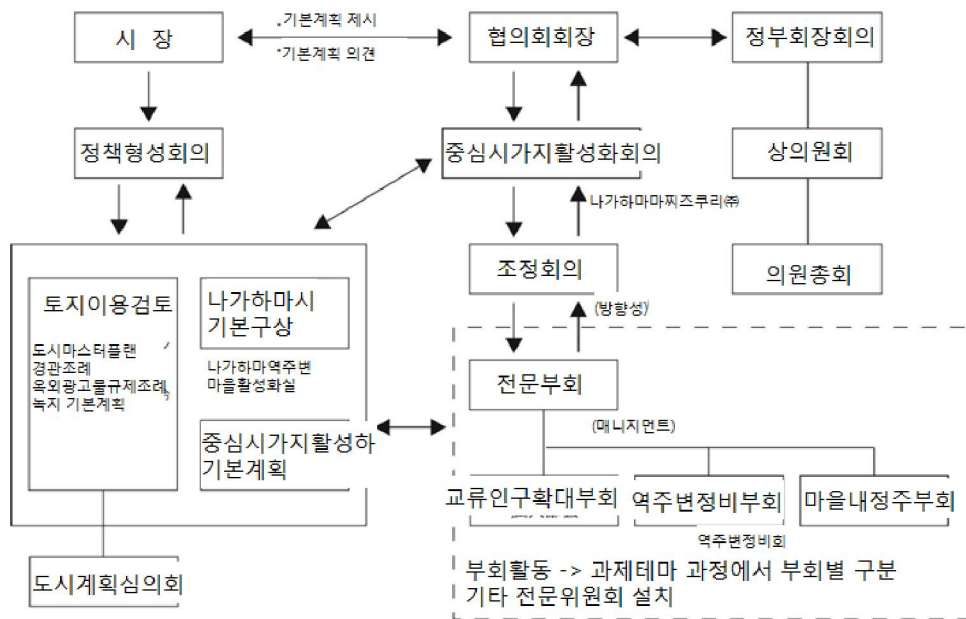 시 장
.기본계획 제시
*기본계획 의견
협의회회장
정부회장회의
정책형성회의
중심시가지활성화회의
상의원회
나가하마마찌즈쿠리㈜
조정회의
의원총회
(방향성)
토지이용검토
도시마스터플랜
경관조례
옥외광고물규제조례,
녹지 기본계획
나가하마시
기본구상
나가하마역주변
마을활성화실
중심시가지활성하
기본계획
전문부회
(매니지먼트)
교류인구확대부회
역주변정비부회
마을내정주부회
역주변정비회
도시계획심의회
부회활동 -> 과제테마 과정에서 부회별 구분
기타 전문위원회 설치